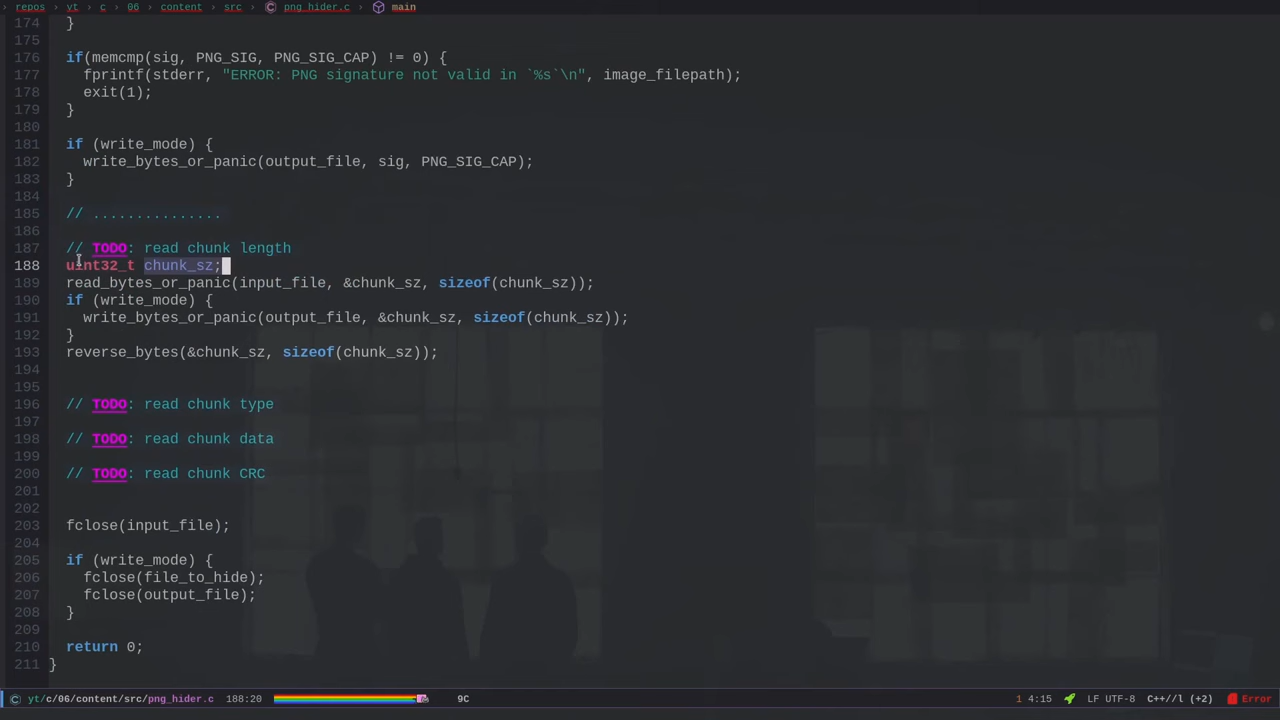 repos > yt > c > 06 > content > src > png_hider.c > main
174 }
175
176 if(memcmp(sig, PNG_SIG, PNG_SIG_CAP) != 0) {
177 fprintf(stderr, "ERROR: PNG signature not valid in `%s`\n", image_filepath);
178 exit(1);
179 }
180
181 if (write_mode) {
182 write_bytes_or_panic(output_file, sig, PNG_SIG_CAP);
183 }
184
185 // ...............
186
187 // TODO: read chunk length
188 uint32_t chunk_sz;
189 read_bytes_or_panic(input_file, &chunk_sz, sizeof(chunk_sz));
190 if (write_mode) {
191 write_bytes_or_panic(output_file, &chunk_sz, sizeof(chunk_sz));
192 }
193 reverse_bytes(&chunk_sz, sizeof(chunk_sz));
194
195
196 // TODO: read chunk type
197
198 // TODO: read chunk data
199
200 // TODO: read chunk CRC
201
202
203 fclose(input_file);
204
205 if (write_mode) {
206 fclose(file_to_hide);
207 fclose(output_file);
208 }
209
210 return 0;
211 }
yt/c/06/content/src/png_hider.c 188:20 9C 1 4:15 LF UTF-8 C++//l (+2) Error